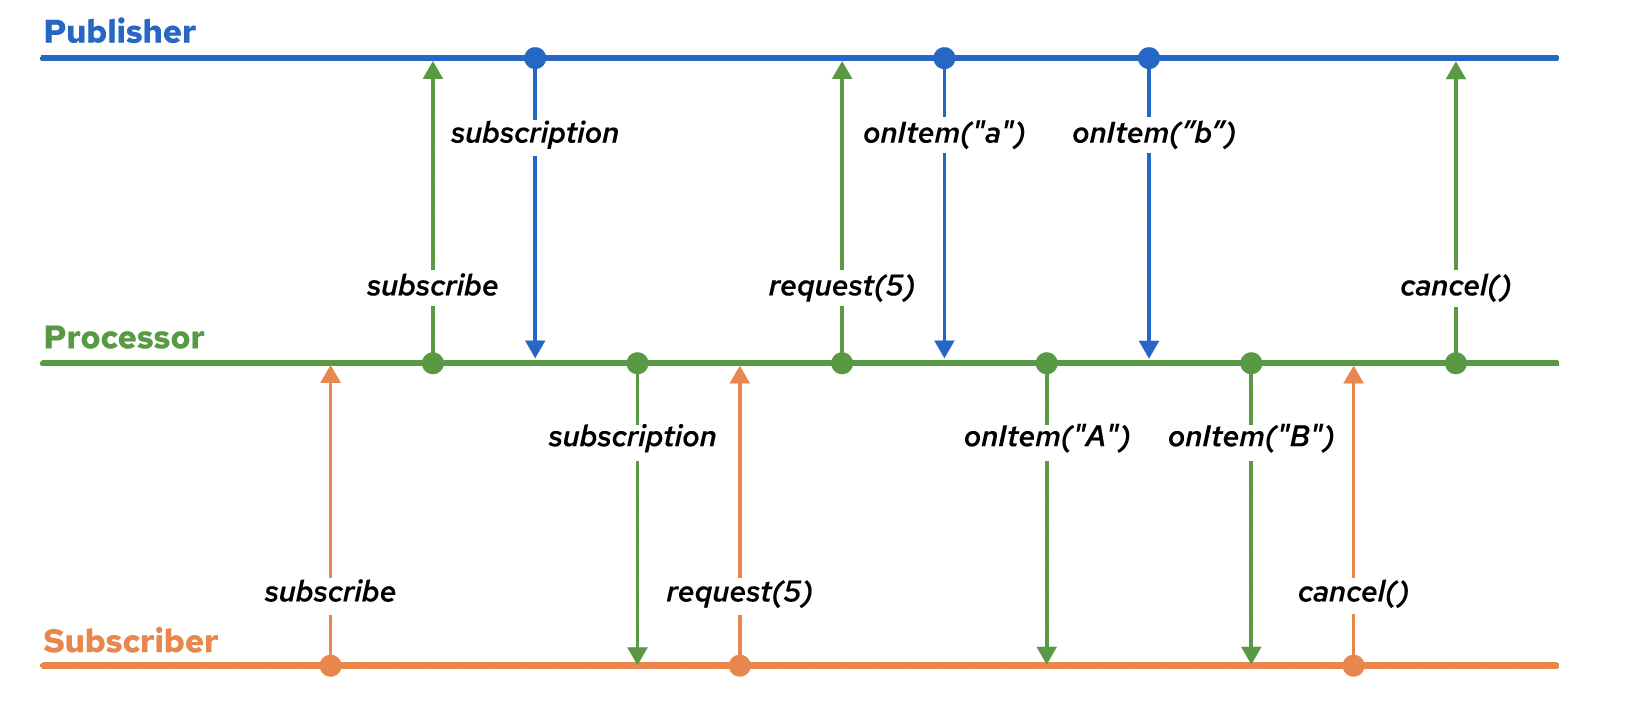 Publisher
subscription
onItem("a")
onItem("b")
subscribe
request(5)
cancel()
Processor
subscription
onItem("A")
onItem("B")
subscribe
request(5)
cancel()
Subscriber